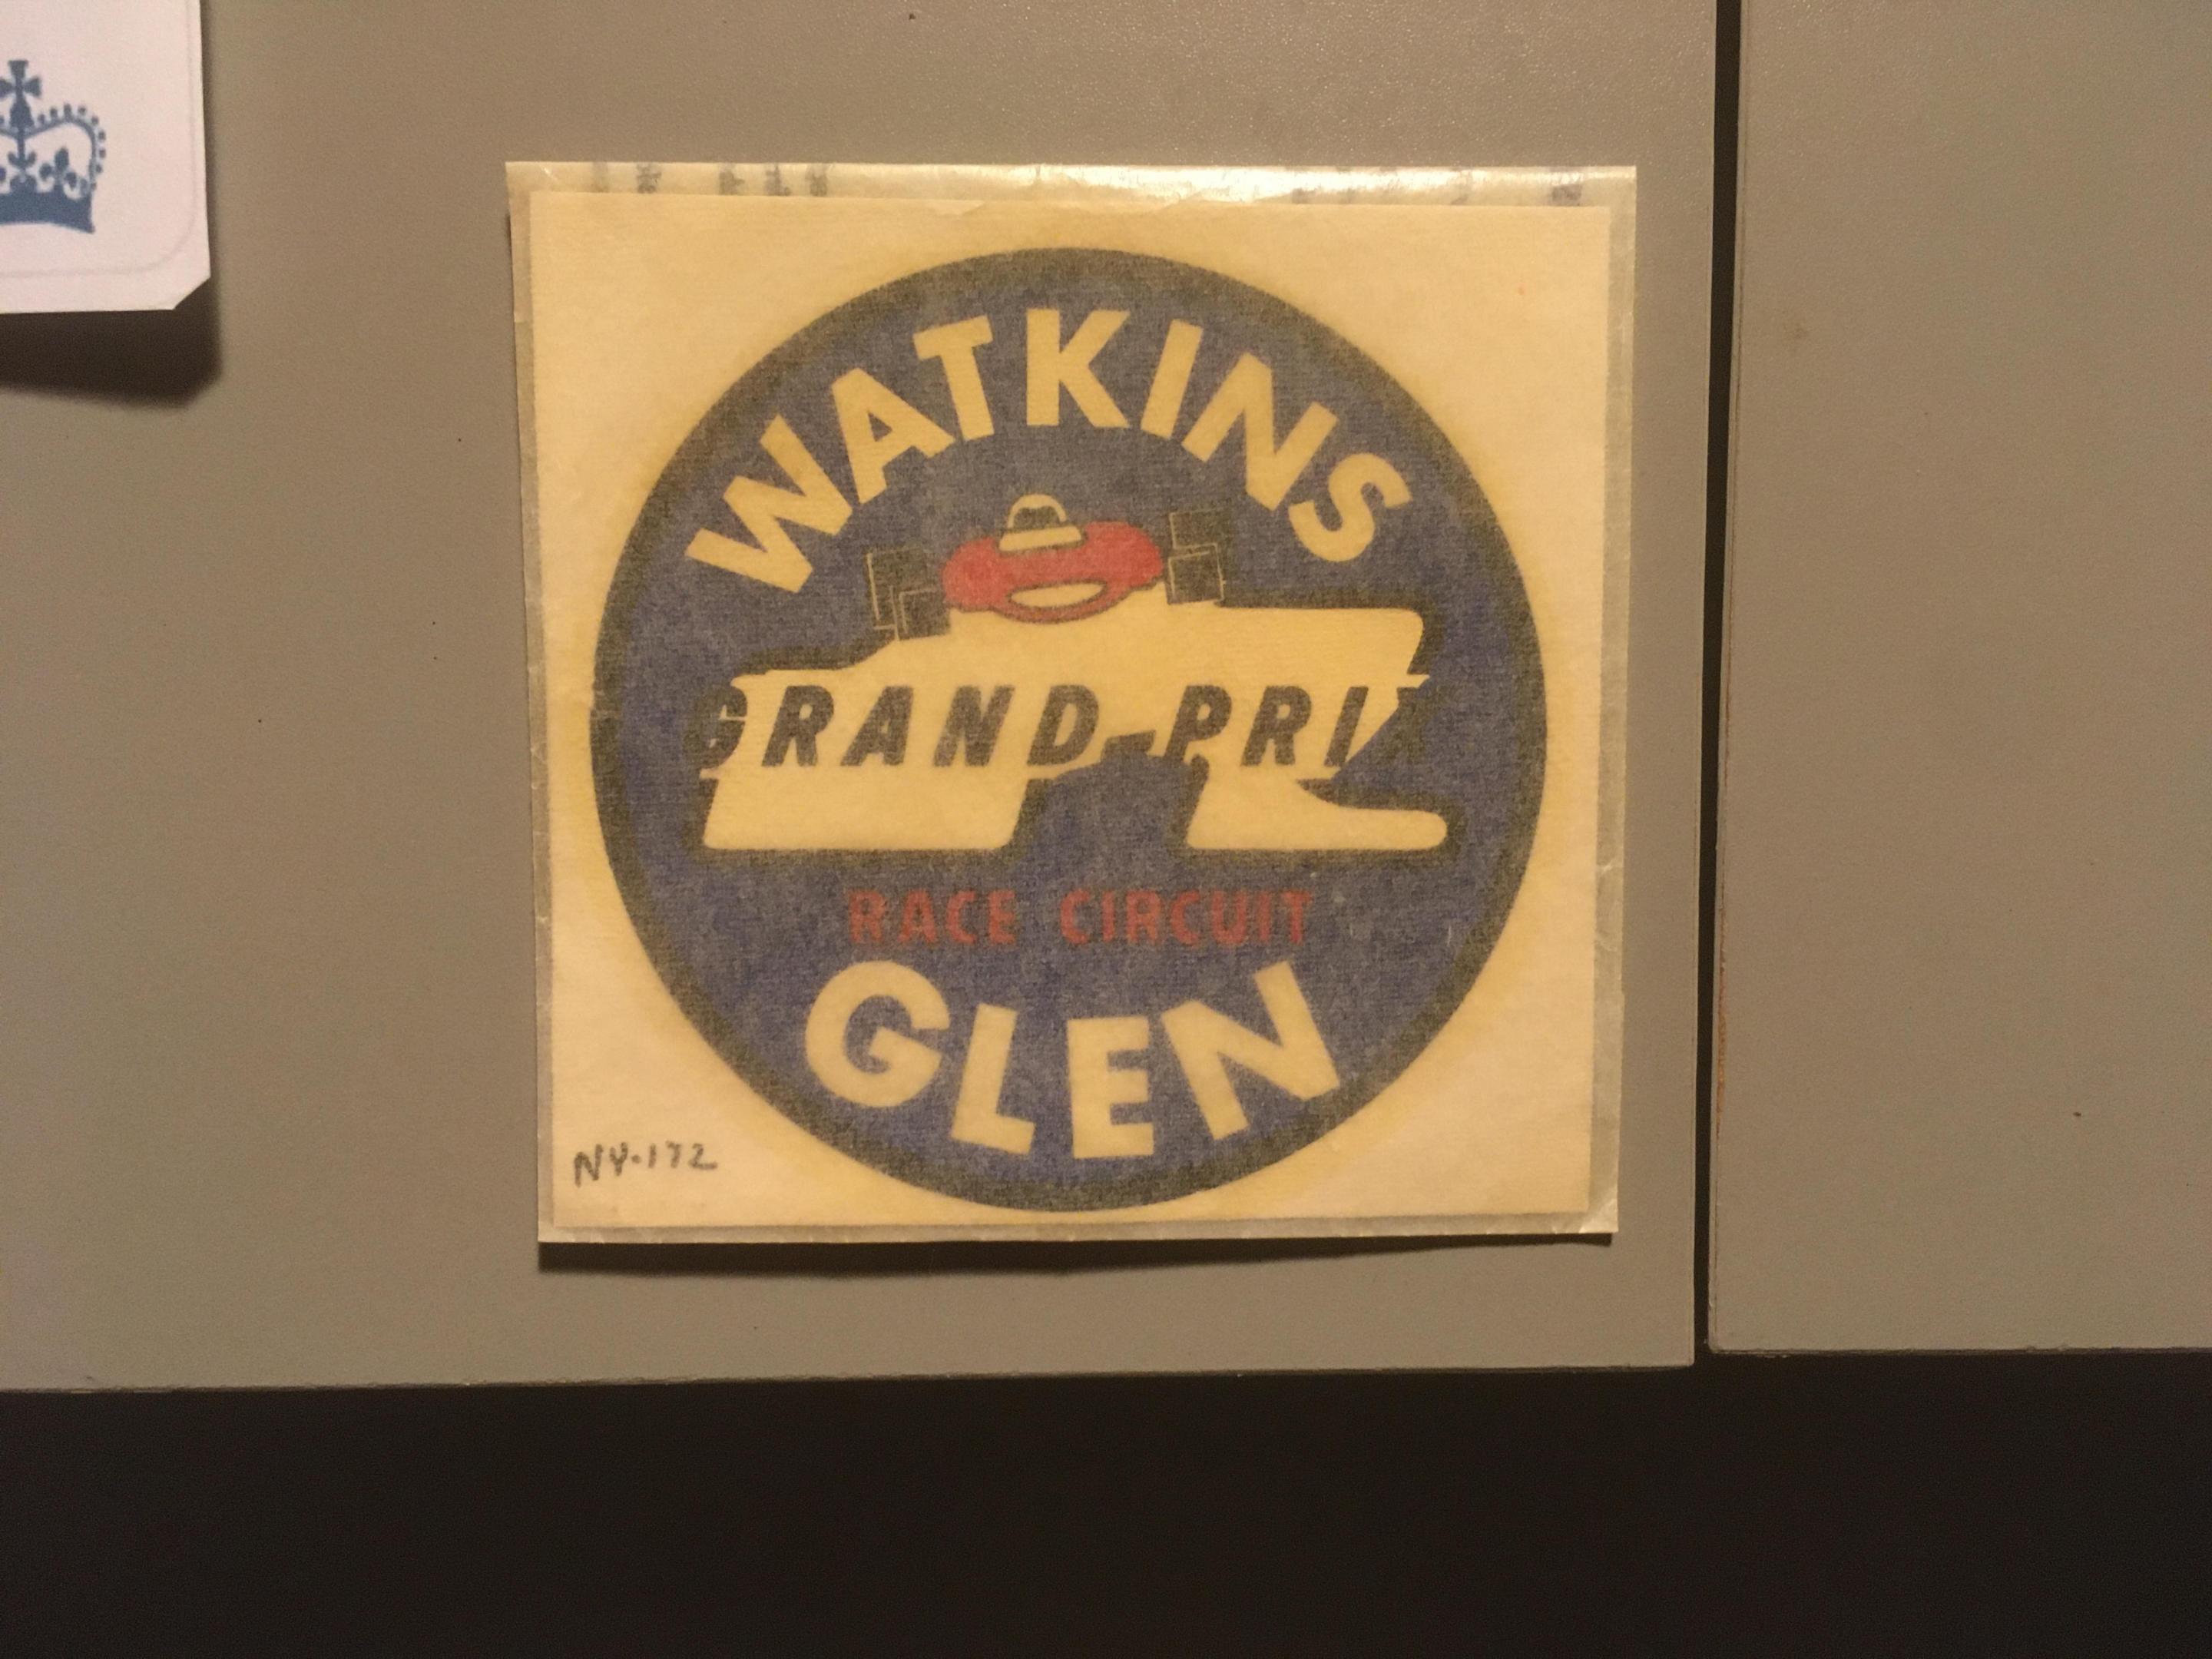 WATKINS
GRAND-PRIX
RACE CIRCUIT
GLEN
NY-172